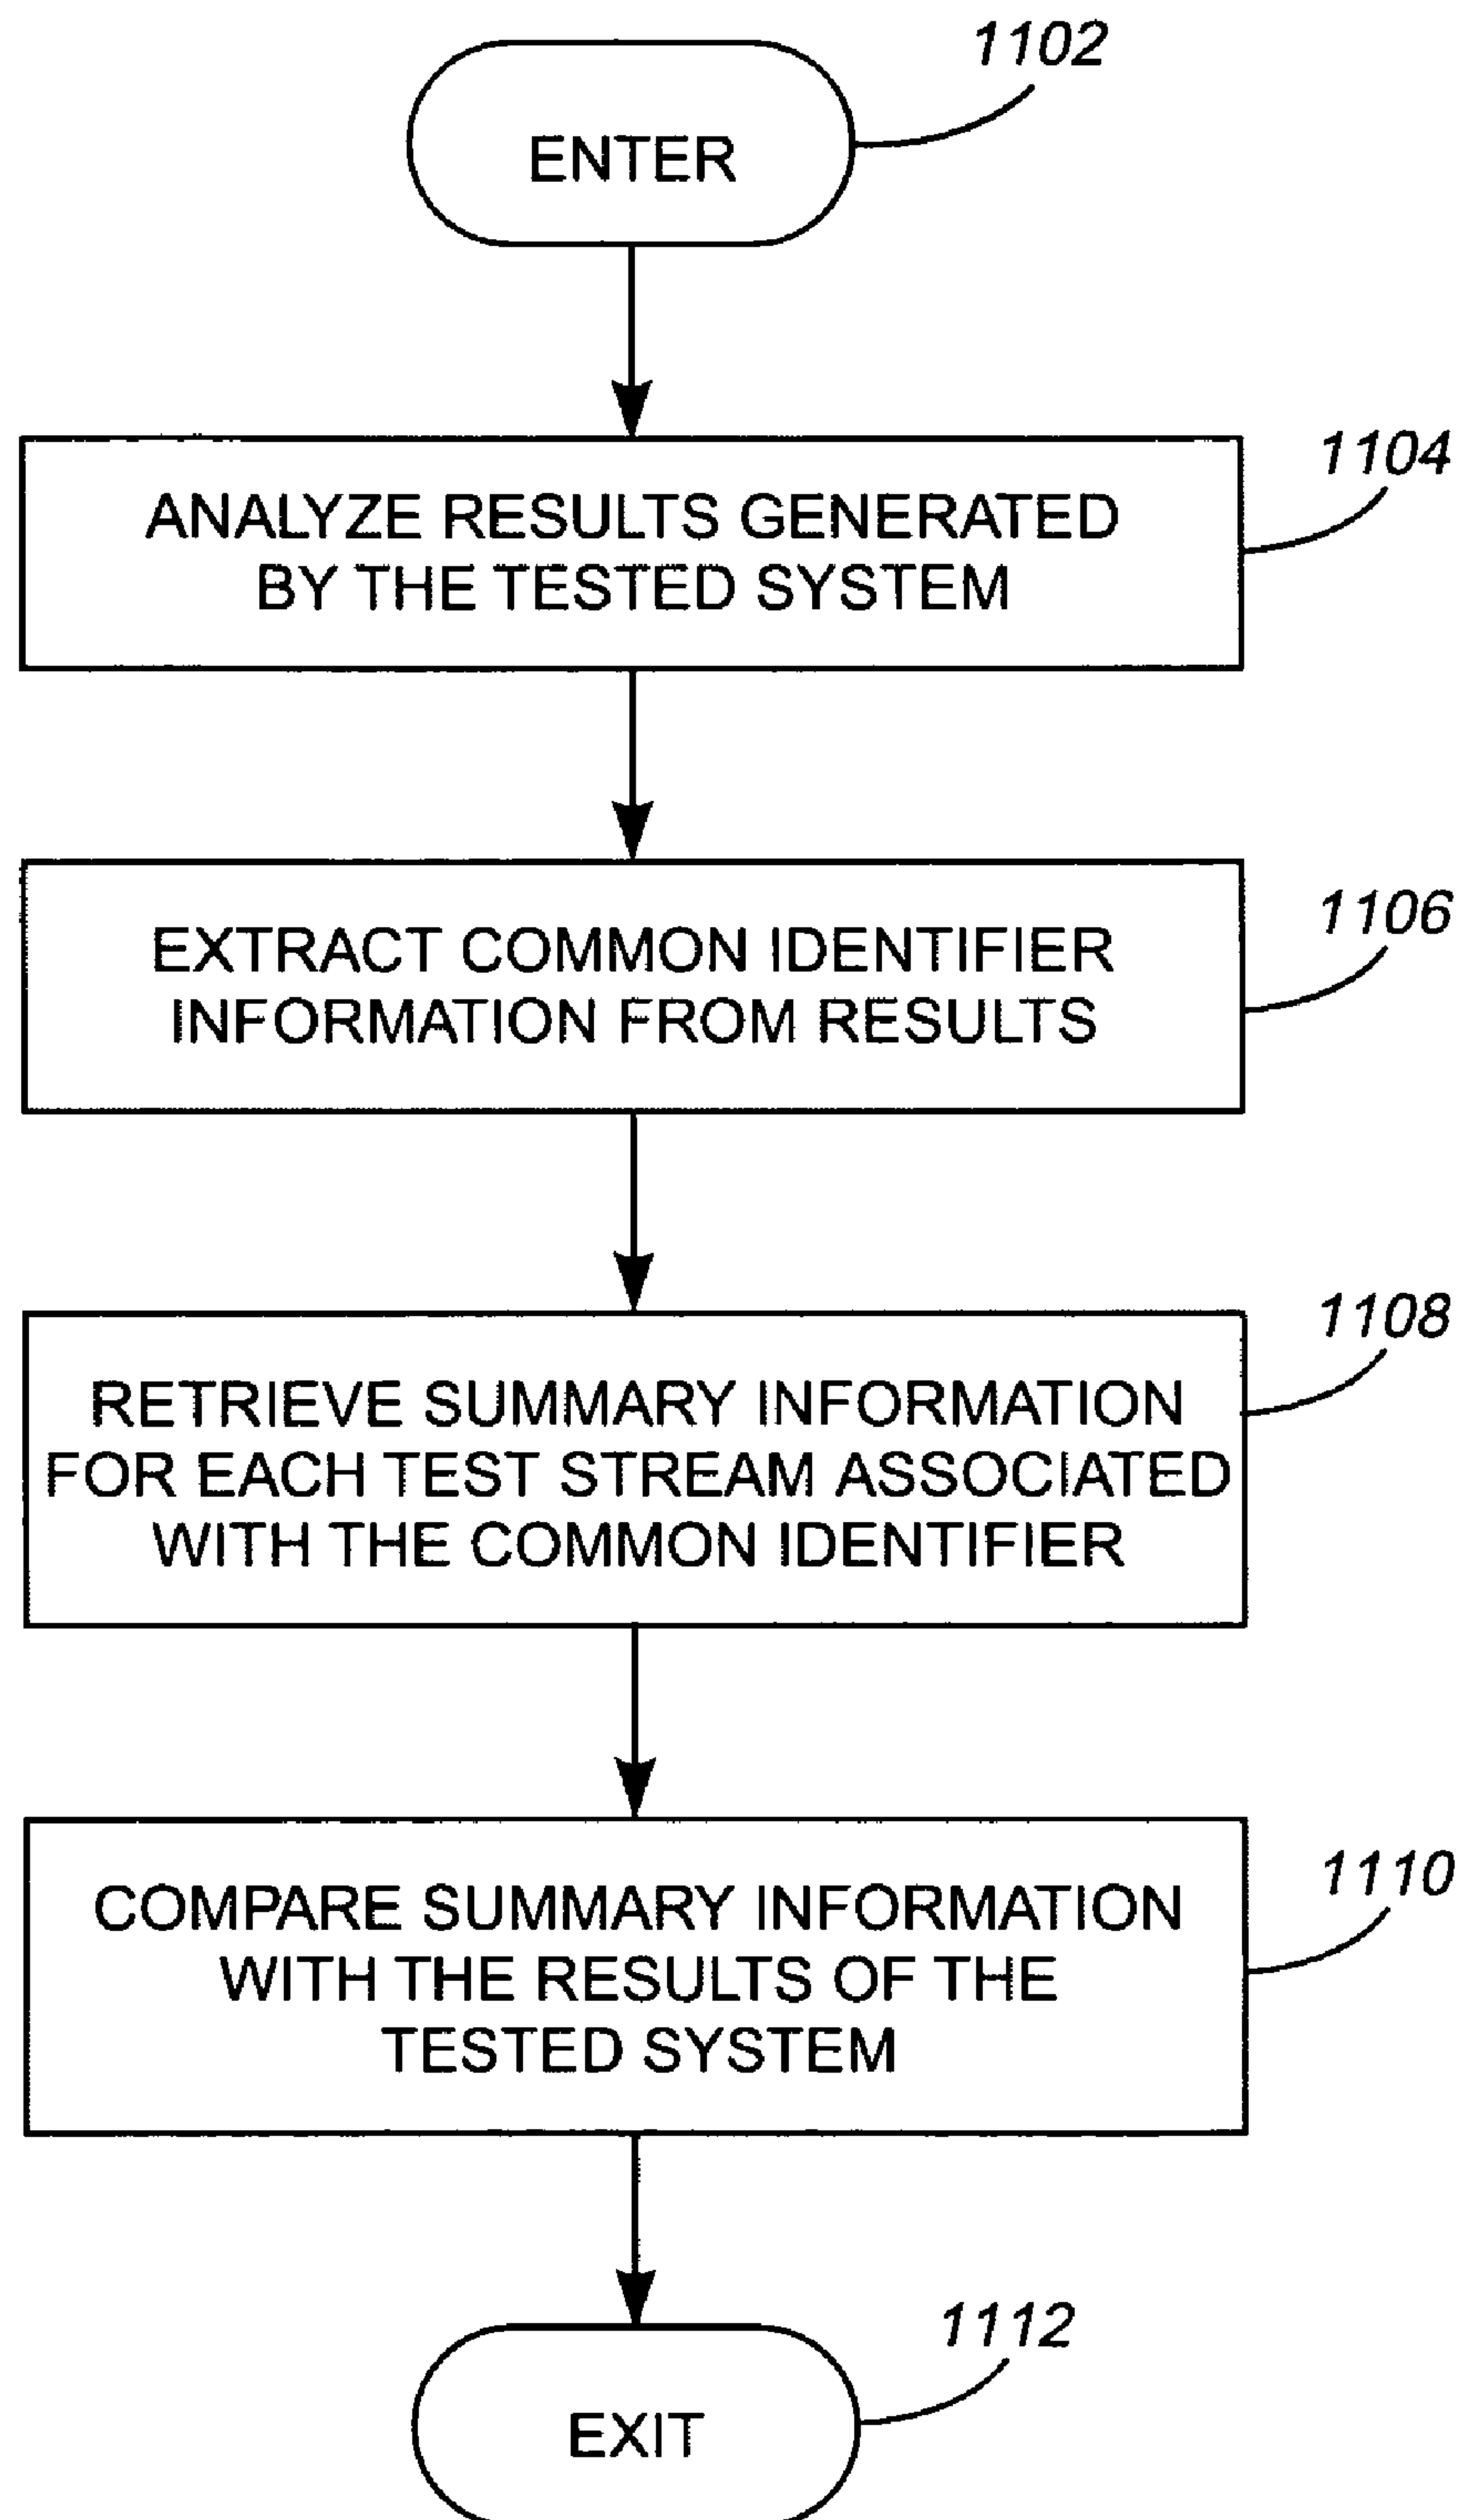 1102
ENTER
1104
ANALYZE RESULTS GENERATED
BY THE TESTED SYSTEM
1106
EXTRACT COMMON IDENTIFIER
INFORMATION FROM RESULTS
1108
RETRIEVE SUMMARY INFORMATION
FOR EACH TEST STREAM ASSOCIATED
WITH THE COMMON IDENTIFIER
1110
COMPARE SUMMARY INFORMATION
WITH THE RESULTS OF THE
TESTED SYSTEM
1112
EXIT